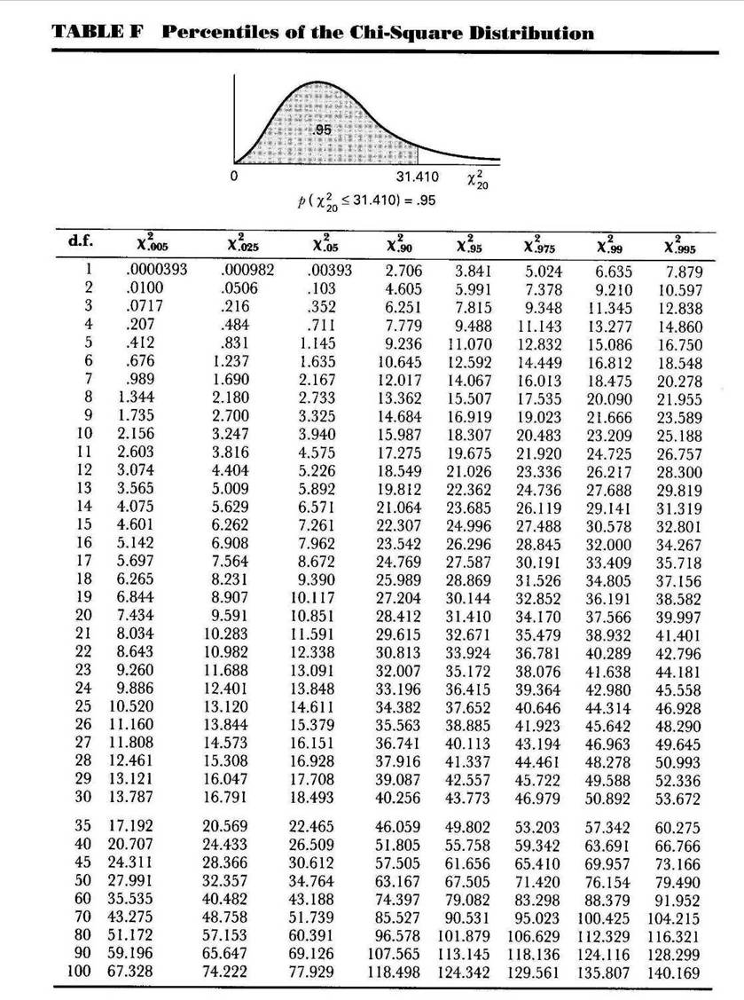 TABLE F Percentiles of the Chi-Square Distribution
.95
0 31.410 χ²₂₀
p(χ²₂₀ ≤ 31.410) = .95
d.f. χ².005 χ².025 χ².05 χ².90 χ².95 χ².975 χ².99 χ².995
1 .0000393 .000982 .00393 2.706 3.841 5.024 6.635 7.879
2 .0100 .0506 .103 4.605 5.991 7.378 9.210 10.597
3 .0717 .216 .352 6.251 7.815 9.348 11.345 12.838
4 .207 .484 .711 7.779 9.488 11.143 13.277 14.860
5 .412 .831 1.145 9.236 11.070 12.832 15.086 16.750
6 .676 1.237 1.635 10.645 12.592 14.449 16.812 18.548
7 .989 1.690 2.167 12.017 14.067 16.013 18.475 20.278
8 1.344 2.180 2.733 13.362 15.507 17.535 20.090 21.955
9 1.735 2.700 3.325 14.684 16.919 19.023 21.666 23.589
10 2.156 3.247 3.940 15.987 18.307 20.483 23.209 25.188
11 2.603 3.816 4.575 17.275 19.675 21.920 24.725 26.757
12 3.074 4.404 5.226 18.549 21.026 23.336 26.217 28.300
13 3.565 5.009 5.892 19.812 22.362 24.736 27.688 29.819
14 4.075 5.629 6.571 21.064 23.685 26.119 29.141 31.319
15 4.601 6.262 7.261 22.307 24.996 27.488 30.578 32.801
16 5.142 6.908 7.962 23.542 26.296 28.845 32.000 34.267
17 5.697 7.564 8.672 24.769 27.587 30.191 33.409 35.718
18 6.265 8.231 9.390 25.989 28.869 31.526 34.805 37.156
19 6.844 8.907 10.117 27.204 30.144 32.852 36.191 38.582
20 7.434 9.591 10.851 28.412 31.410 34.170 37.566 39.997
21 8.034 10.283 11.591 29.615 32.671 35.479 38.932 41.401
22 8.643 10.982 12.338 30.813 33.924 36.781 40.289 42.796
23 9.260 11.688 13.091 32.007 35.172 38.076 41.638 44.181
24 9.886 12.401 13.848 33.196 36.415 39.364 42.980 45.558
25 10.520 13.120 14.611 34.382 37.652 40.646 44.314 46.928
26 11.160 13.844 15.379 35.563 38.885 41.923 45.642 48.290
27 11.808 14.573 16.151 36.741 40.113 43.194 46.963 49.645
28 12.461 15.308 16.928 37.916 41.337 44.461 48.278 50.993
29 13.121 16.047 17.708 39.087 42.557 45.722 49.588 52.336
30 13.787 16.791 18.493 40.256 43.773 46.979 50.892 53.672
35 17.192 20.569 22.465 46.059 49.802 53.203 57.342 60.275
40 20.707 24.433 26.509 51.805 55.758 59.342 63.691 66.766
45 24.311 28.366 30.612 57.505 61.656 65.410 69.957 73.166
50 27.991 32.357 34.764 63.167 67.505 71.420 76.154 79.490
60 35.535 40.482 43.188 74.397 79.082 83.298 88.379 91.952
70 43.275 48.758 51.739 85.527 90.531 95.023 100.425 104.215
80 51.172 57.153 60.391 96.578 101.879 106.629 112.329 116.321
90 59.196 65.647 69.126 107.565 113.145 118.136 124.116 128.299
100 67.328 74.222 77.929 118.498 124.342 129.561 135.807 140.169